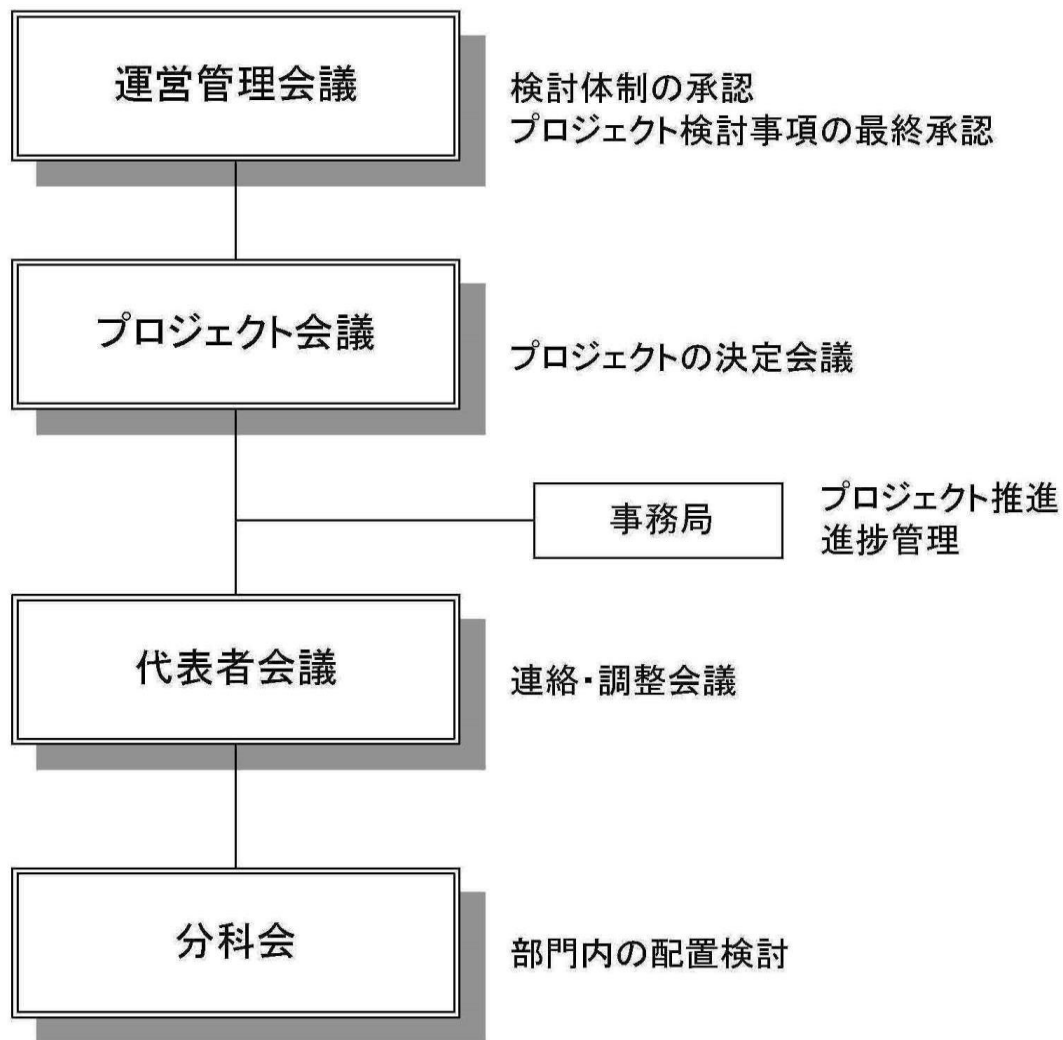 運営管理会議
検討体制の承認
プロジェクト検討事項の最終承認
プロジェクト会議
プロジェクトの決定会議
事務局
プロジェクト推進
進捗管理
代表者会議
連絡・調整会議
分科会
部門内の配置検討